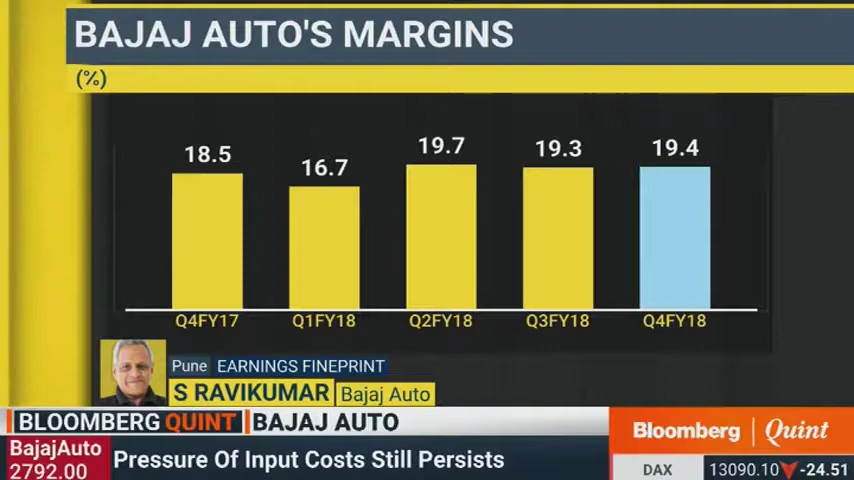 BAJAJ AUTO'S MARGINS
(%)
18.5 16.7 19.7 19.3 19.4
Q4FY17 Q1FY18 Q2FY18 Q3FY18 Q4FY18
Pune EARNINGS FINEPRINT
S RAVIKUMAR Bajaj Auto
BLOOMBERG QUINT BAJAJ AUTO
BajajAuto
2792.00
Pressure Of Input Costs Still Persists
Bloomberg | Quint
DAX 13090.10 -24.51